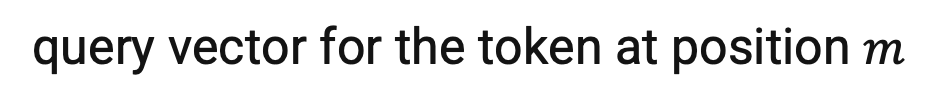 query vector for the token at position m